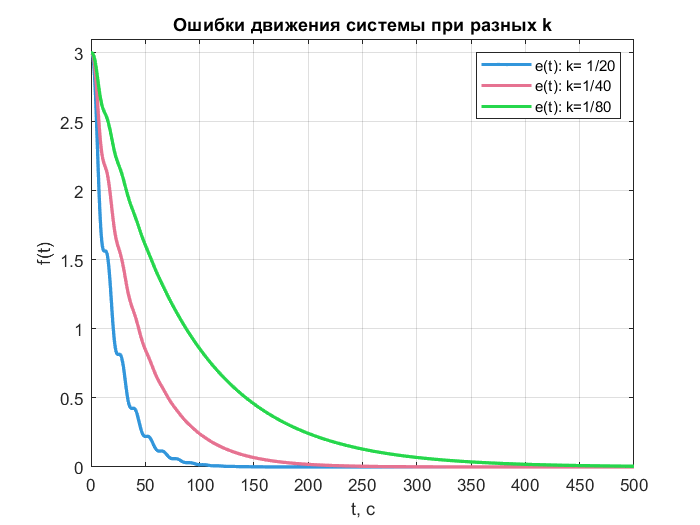 Ошибки движения системы при разных k
e(t): k= 1/20
e(t): k=1/40
e(t): k=1/80
f(t)
3
2.5
2
1.5
1
0.5
0
0 50 100 150 200 250 300 350 400 450 500
t, c